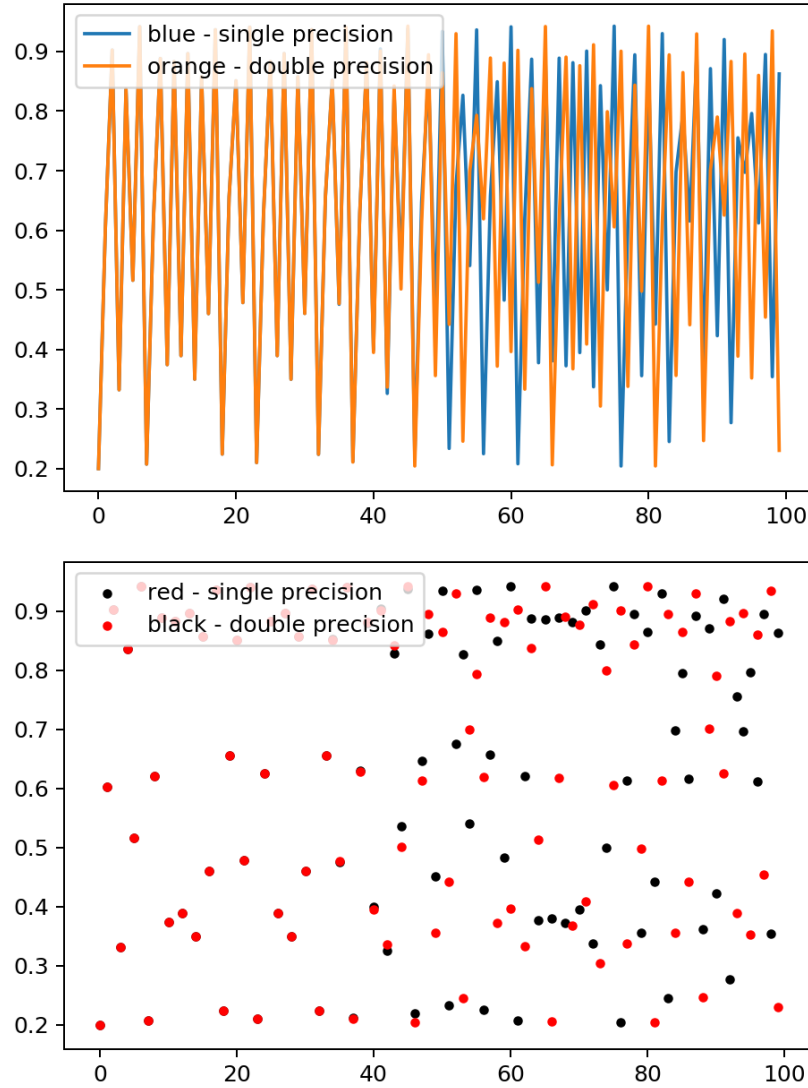 0.9
0.8
0.7
0.6
0.5
0.4
0.3
0.2
blue - single precision
orange - double precision
0 20 40 60 80 100
0.9
0.8
0.7
0.6
0.5
0.4
0.3
0.2
red - single precision
black - double precision
0 20 40 60 80 100